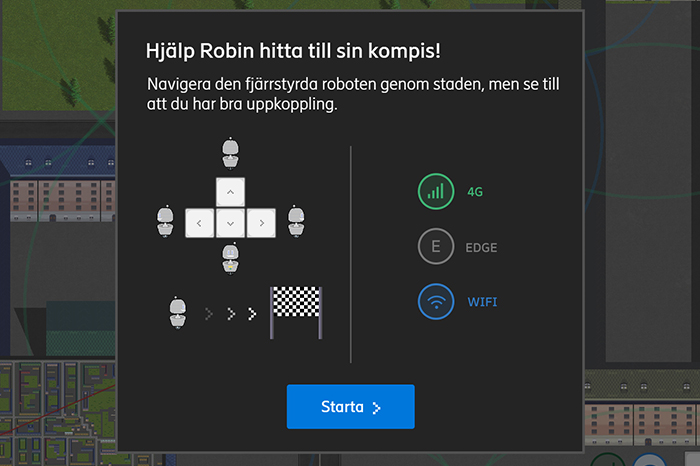 Hjälp Robin hitta till sin kompis!
Navigera den fjärrstyrda roboten genom staden, men se till
att du har bra uppkoppling.
4G
E EDGE
WIFI
Starta